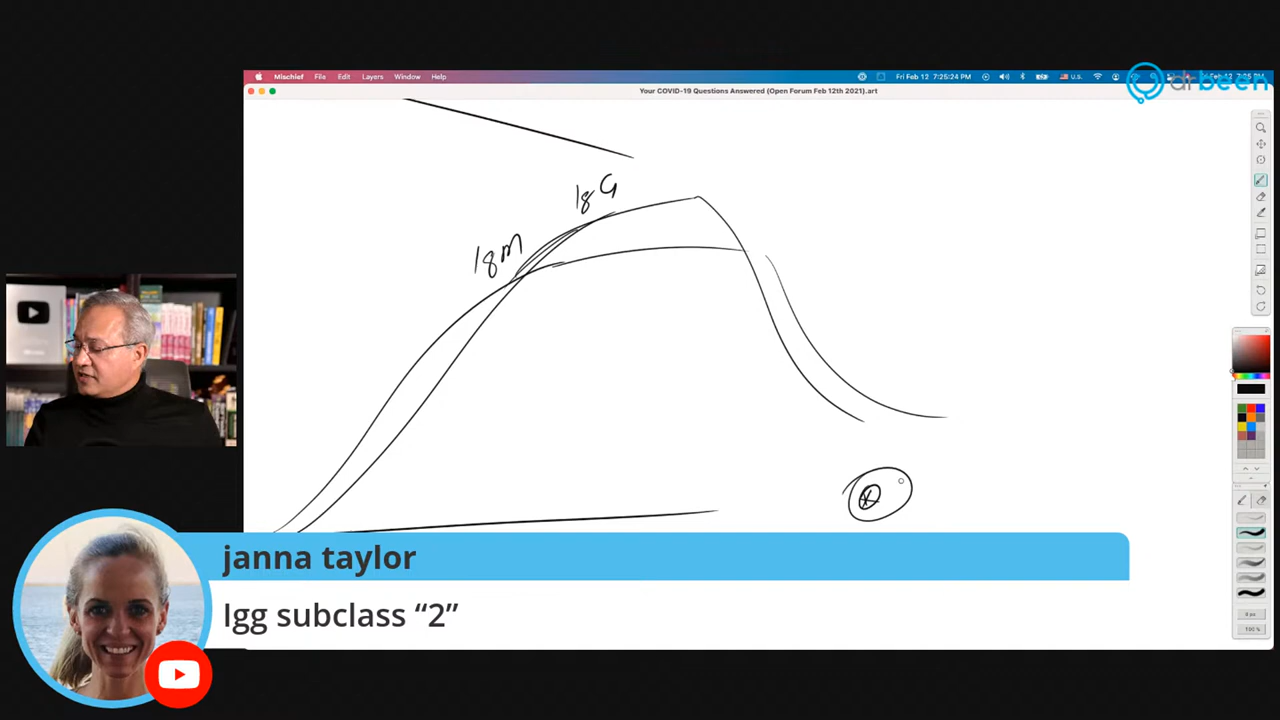 Mischief File Edit Layers Window Help
Fri Feb 12 7:25:24 PM U.S.
drbeen
Your COVID-19 Questions Answered (Open Forum Feb 12th 2021).art
IgG
IgM
janna taylor
Igg subclass “2”